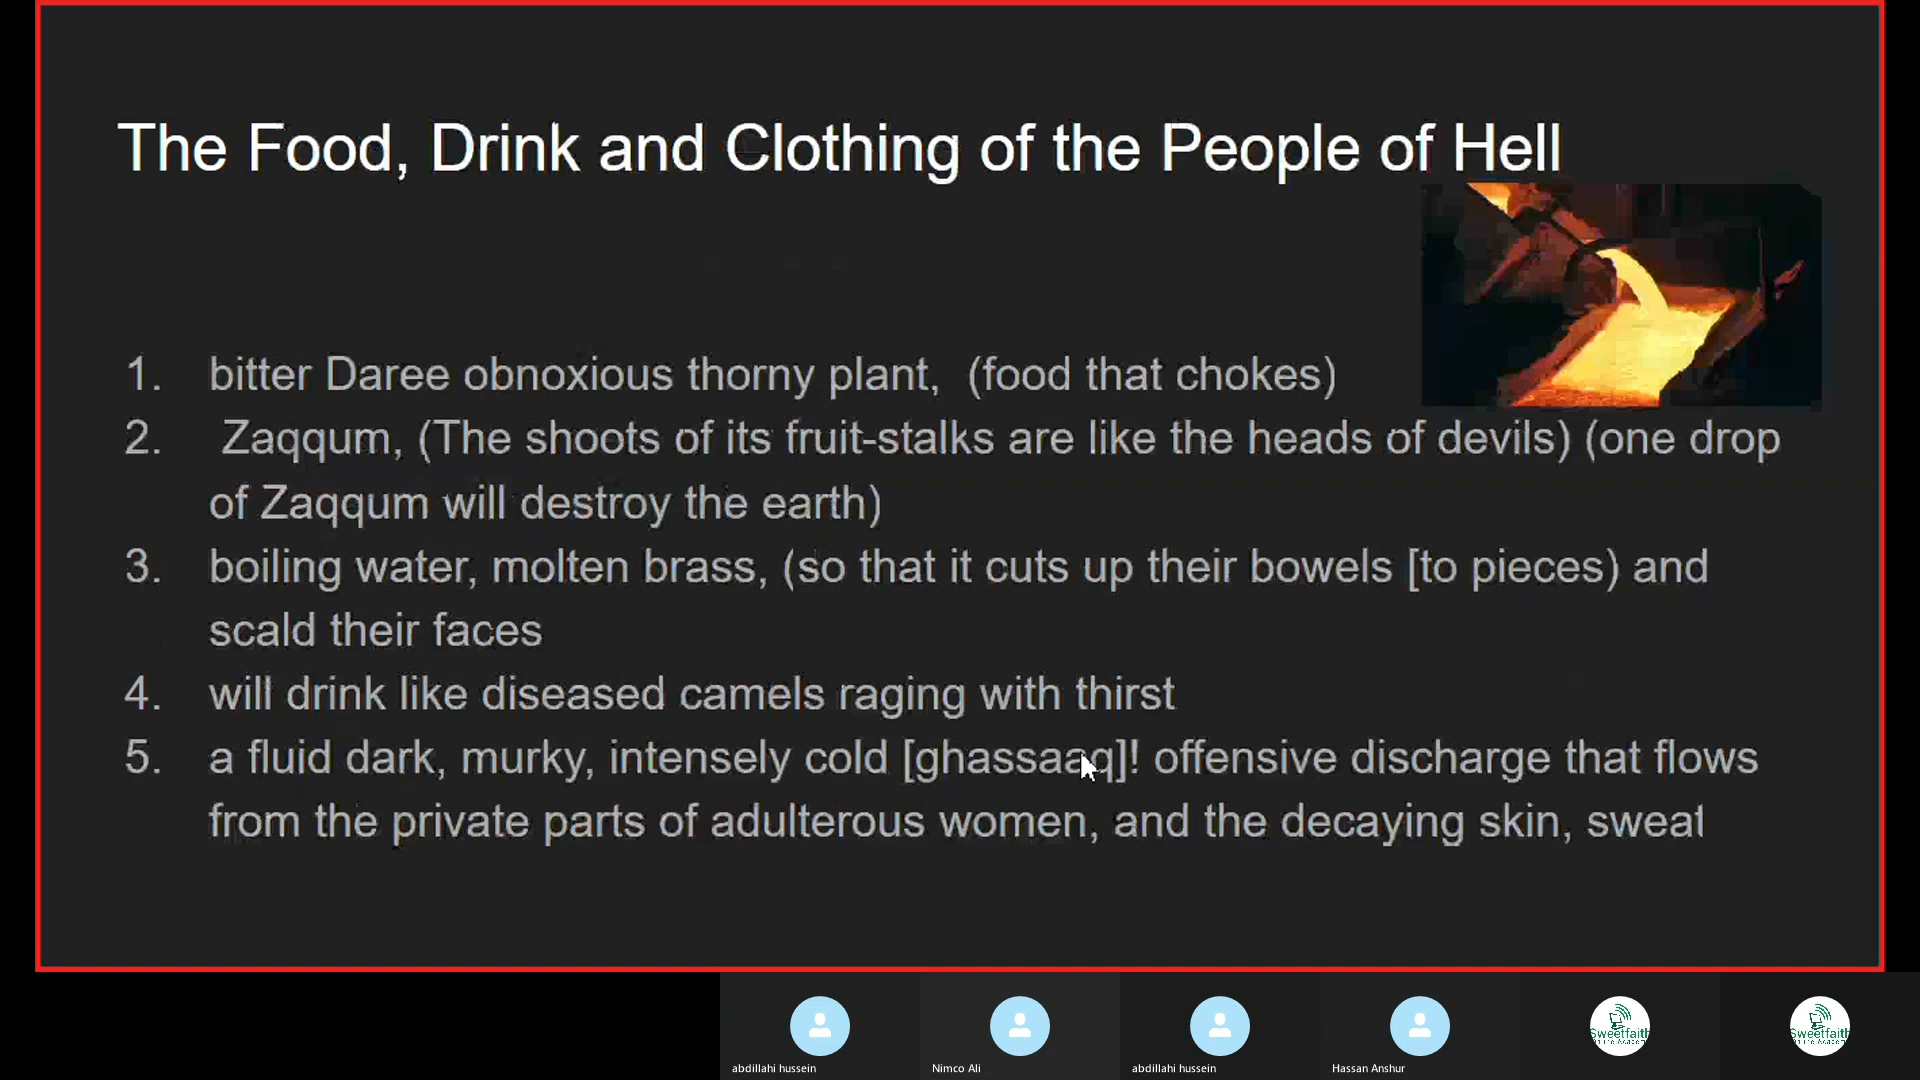 The Food, Drink and Clothing of the People of Hell
1. bitter Daree obnoxious thorny plant, (food that chokes)
2. Zaqqum, (The shoots of its fruit-stalks are like the heads of devils) (one drop
of Zaqqum will destroy the earth)
3. boiling water, molten brass, (so that it cuts up their bowels [to pieces) and
scald their faces
4. will drink like diseased camels raging with thirst
5. a fluid dark, murky, intensely cold [ghassaaq]! offensive discharge that flows
from the private parts of adulterous women, and the decaying skin, sweat
abdillahi hussein
Nimco Ali
abdillahi hussein
Hassan Anshur
Sweetfaith
Sweetfaith